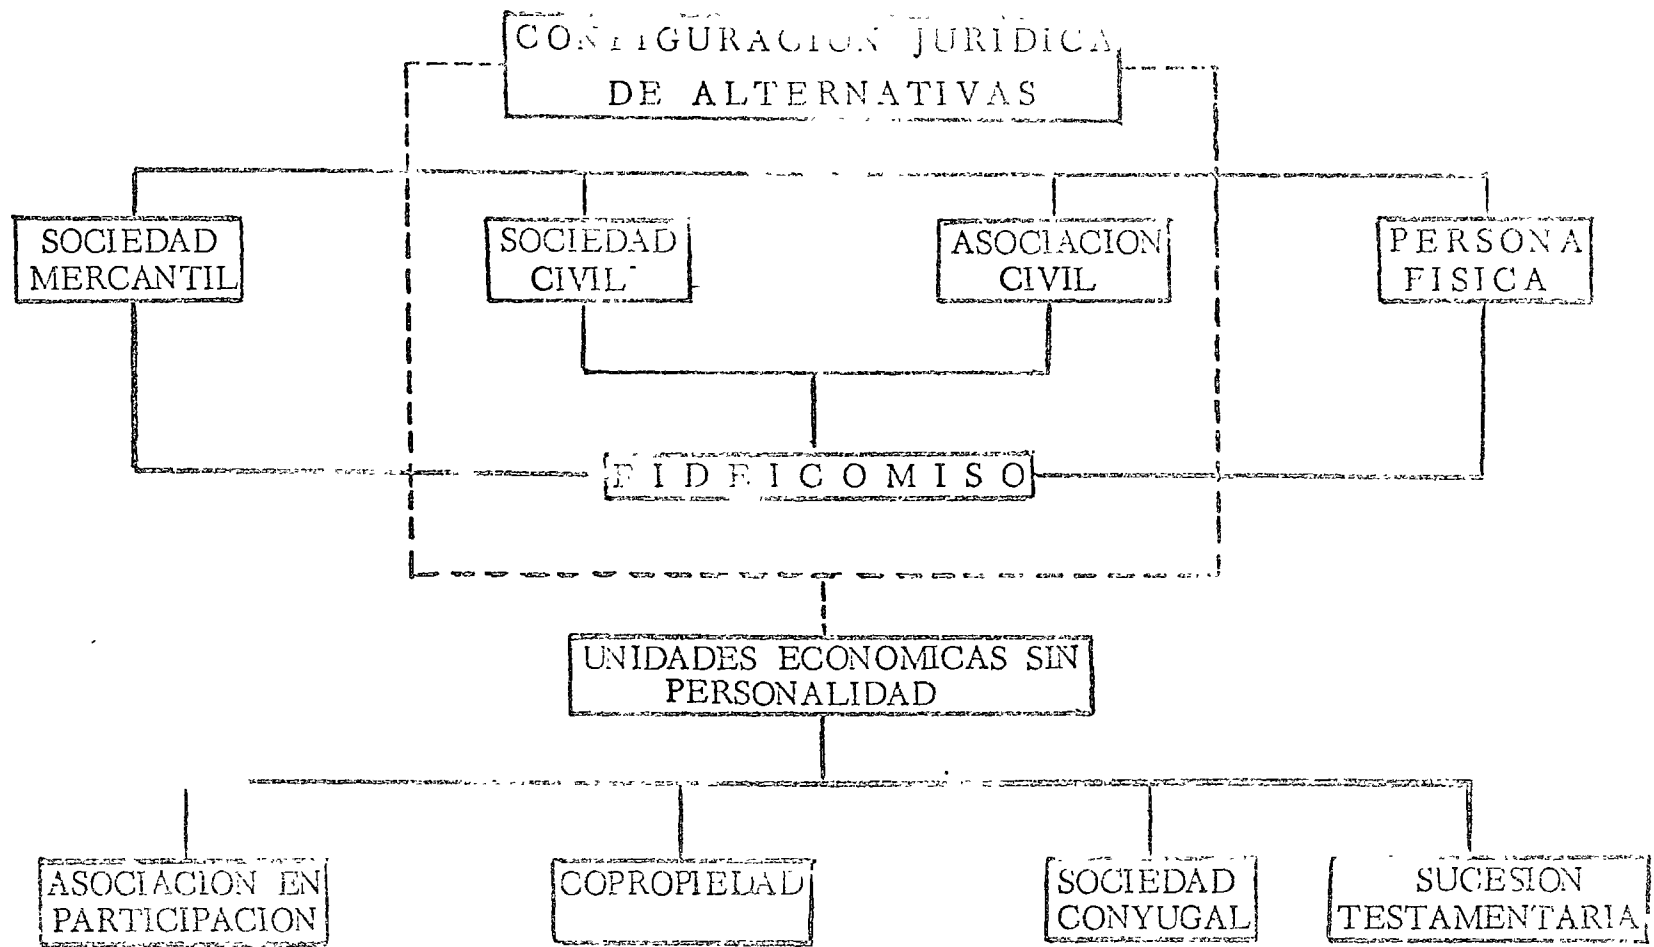 CONFIGURACION JURIDICA
DE ALTERNATIVAS
SOCIEDAD
MERCANTIL
SOCIEDAD
CIVIL
ASOCIACION
CIVIL
PERSONA
FISICA
FIDEICOMISO
UNIDADES ECONOMICAS SIN
PERSONALIDAD
ASOCIACION EN
PARTICIPACION
COPROPIEDAD
SOCIEDAD
CONYUGAL
SUCESION
TESTAMENTARIA